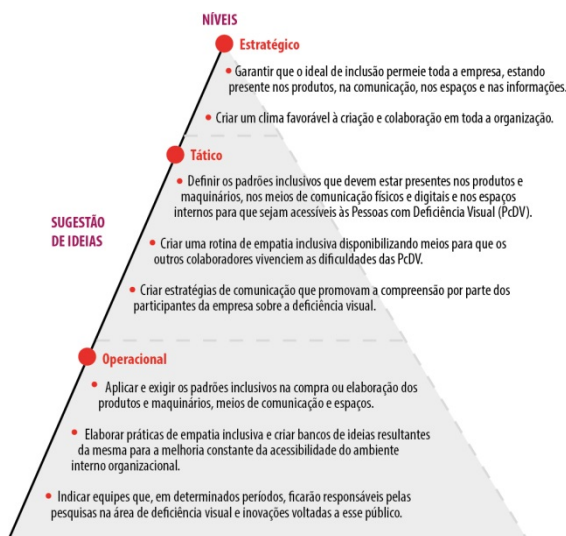 NÍVEIS
Estratégico
• Garantir que o ideal de inclusão permeie toda a empresa, estando
presente nos produtos, na comunicação, nos espaços e nas informações.
• Criar um clima favorável à criação e colaboração em toda a organização.
Tático
• Definir os padrões inclusivos que devem estar presentes nos produtos e
maquinários, nos meios de comunicação físicos e digitais e nos espaços
internos para que sejam acessíveis às Pessoas com Deficiência Visual (PcDV).
SUGESTÃO
DE IDEIAS
• Criar uma rotina de empatia inclusiva disponibilizando meios para que os
outros colaboradores vivenciem as dificuldades das PcDV.
• Criar estratégias de comunicação que promovam a compreensão por parte dos
participantes da empresa sobre a deficiência visual.
Operacional
• Aplicar e exigir os padrões inclusivos na compra ou elaboração dos
produtos e maquinários, meios de comunicação e espaços.
• Elaborar práticas de empatia inclusiva e criar bancos de ideias resultantes
da mesma para a melhoria constante da acessibilidade do ambiente
interno organizacional.
• Indicar equipes que, em determinados períodos, ficarão responsáveis pelas
pesquisas na área de deficiência visual e inovações voltadas a esse público.